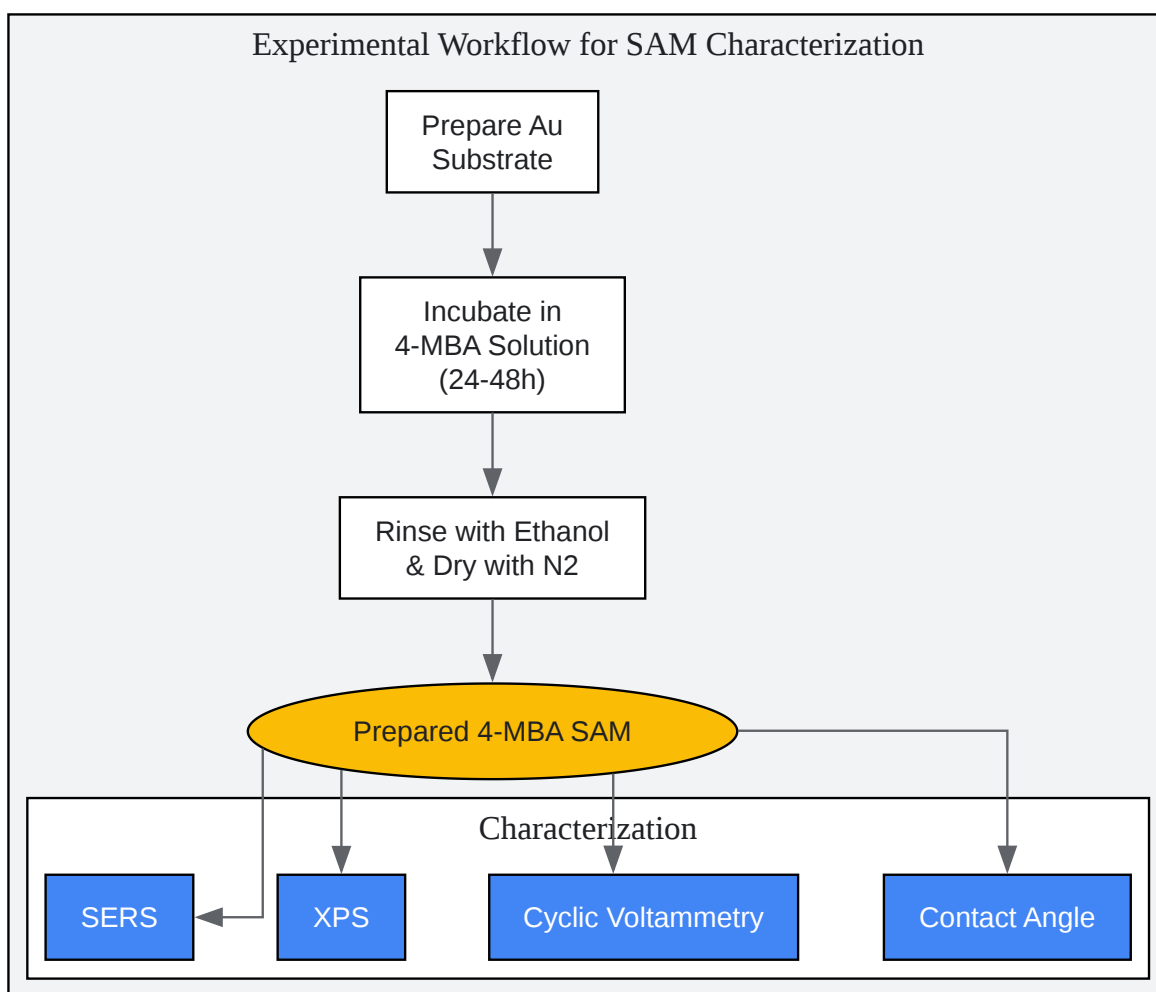 Experimental Workflow for SAM Characterization
Prepare Au
Substrate
Incubate in
4-MBA Solution
(24-48h)
Rinse with Ethanol
& Dry with N2
Prepared 4-MBA SAM
Characterization
SERS
XPS
Cyclic Voltammetry
Contact Angle